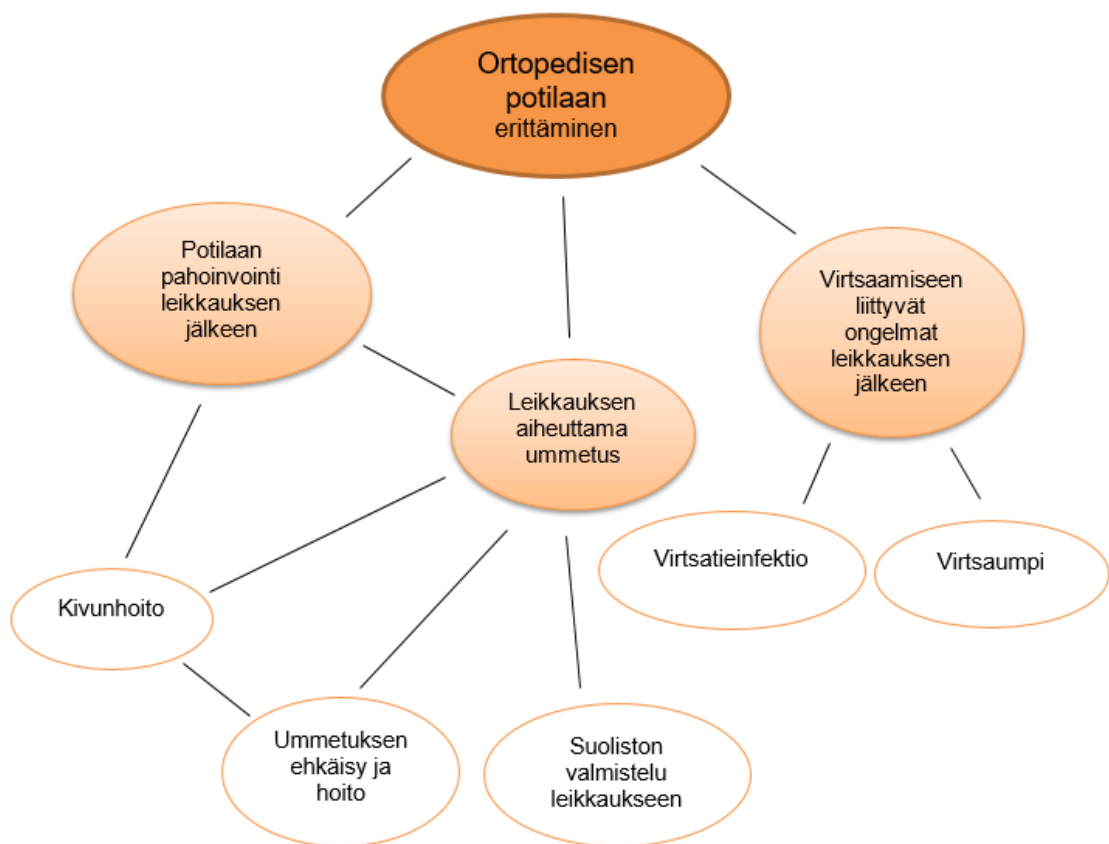 Ortopedisen
potilaan
erittäminen
Potilaan
pahoinvointi
leikkauksen
jälkeen
Virtsaamiseen
liittyvät
ongelmat
leikkauksen
jälkeen
Leikkauksen
aiheuttama
ummetus
Virtsatieinfektio
Virtsaumpi
Kivunhoito
Ummetuksen
ehkäisy ja
hoito
Suoliston
valmistelu
leikkaukseen